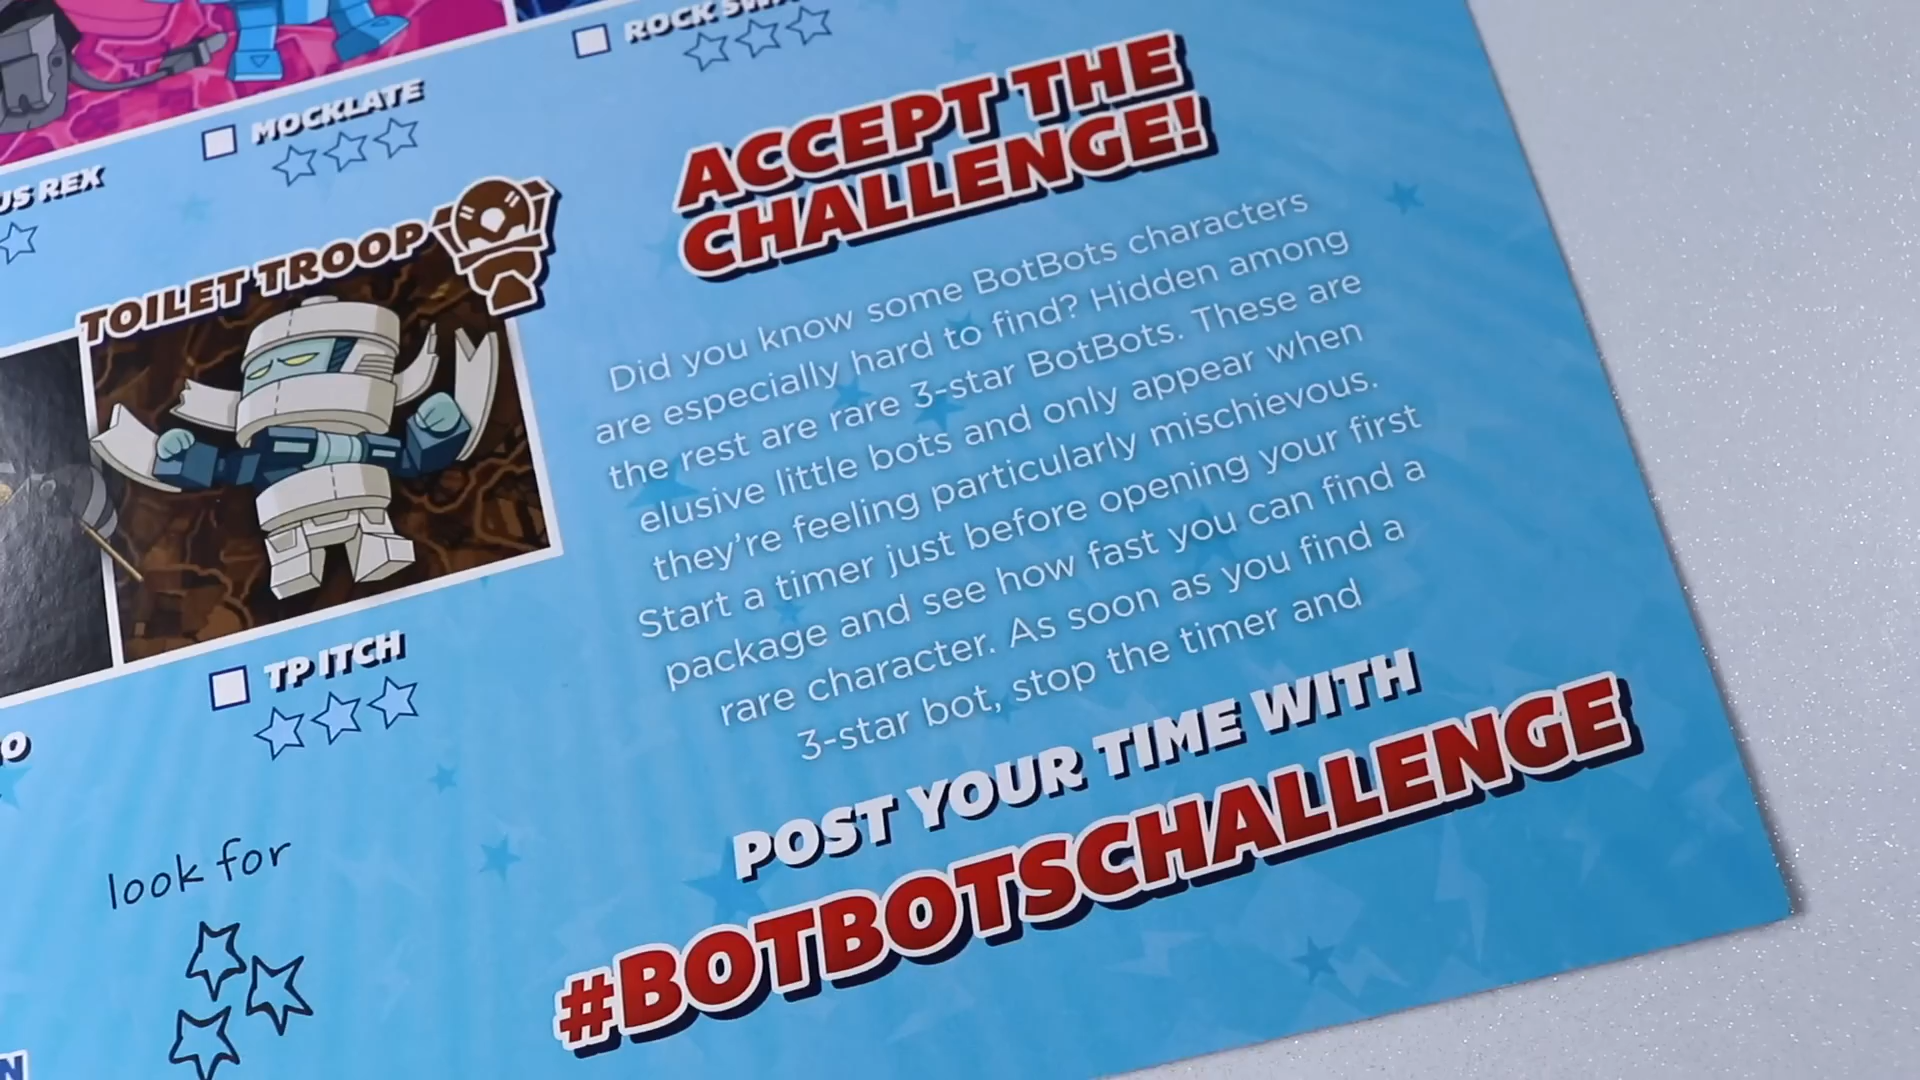 ROCK
MOCKLATE
US REX
TOILET TROOP
TP ITCH
look for
ACCEPT THE
CHALLENGE!
Did you know some BotBots characters
are especially hard to find? Hidden among
the rest are rare 3-star BotBots. These are
elusive little bots and only appear when
they're feeling particularly mischievous.
Start a timer just before opening your first
package and see how fast you can find a
rare character. As soon as you find a
3-star bot, stop the timer and
POST YOUR TIME WITH
#BOTBOTSCHALLENGE